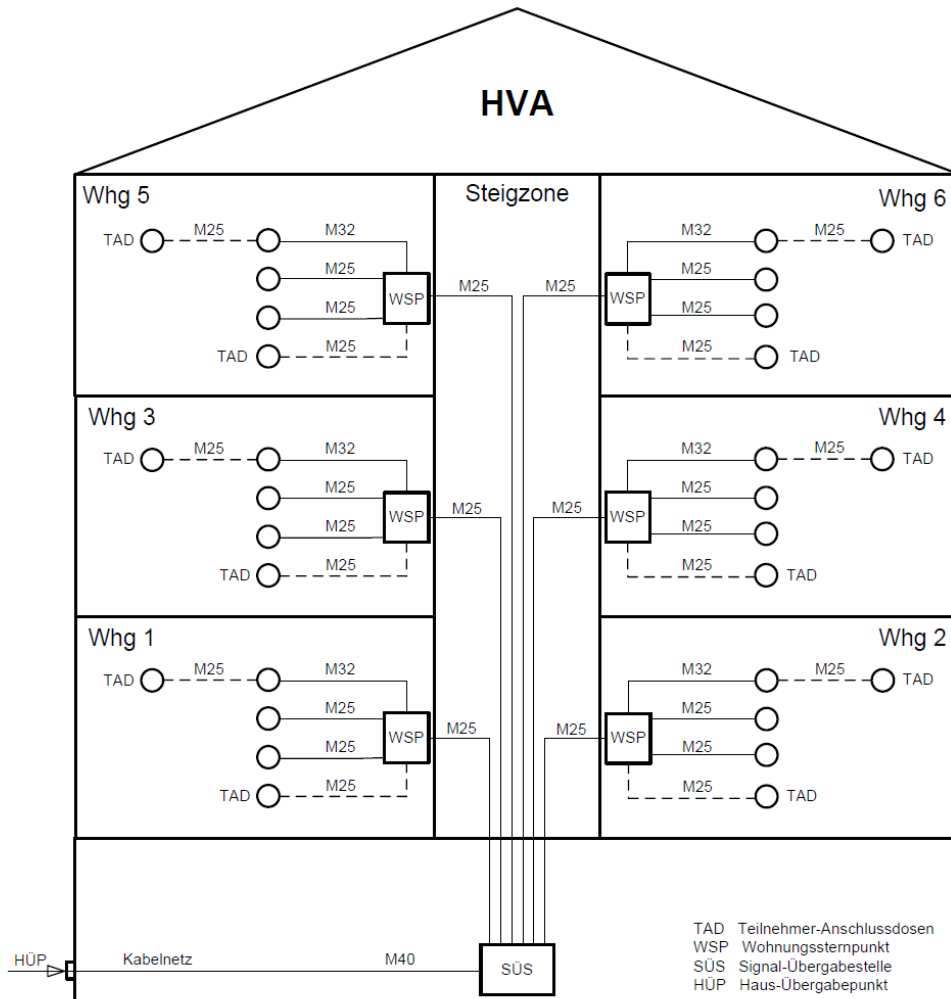 HVA
Whg 5
Steigzone
Whg 6
TAD
M25
M32
M32
M25
TAD
M25
M25
WSP
M25
M25
WSP
M25
M25
TAD
M25
M25
TAD
Whg 3
Whg 4
TAD
M25
M32
M32
M25
TAD
M25
M25
WSP
M25
M25
WSP
M25
M25
TAD
M25
M25
TAD
Whg 1
Whg 2
TAD
M25
M32
M32
M25
TAD
M25
M25
WSP
M25
M25
WSP
M25
M25
TAD
M25
M25
TAD
HÜP
Kabelnetz
M40
SÜS
TAD Teilnehmer-Anschlussdosen
WSP Wohnungssternpunkt
SÜS Signal-Übergabestelle
HÜP Haus-Übergabepunkt